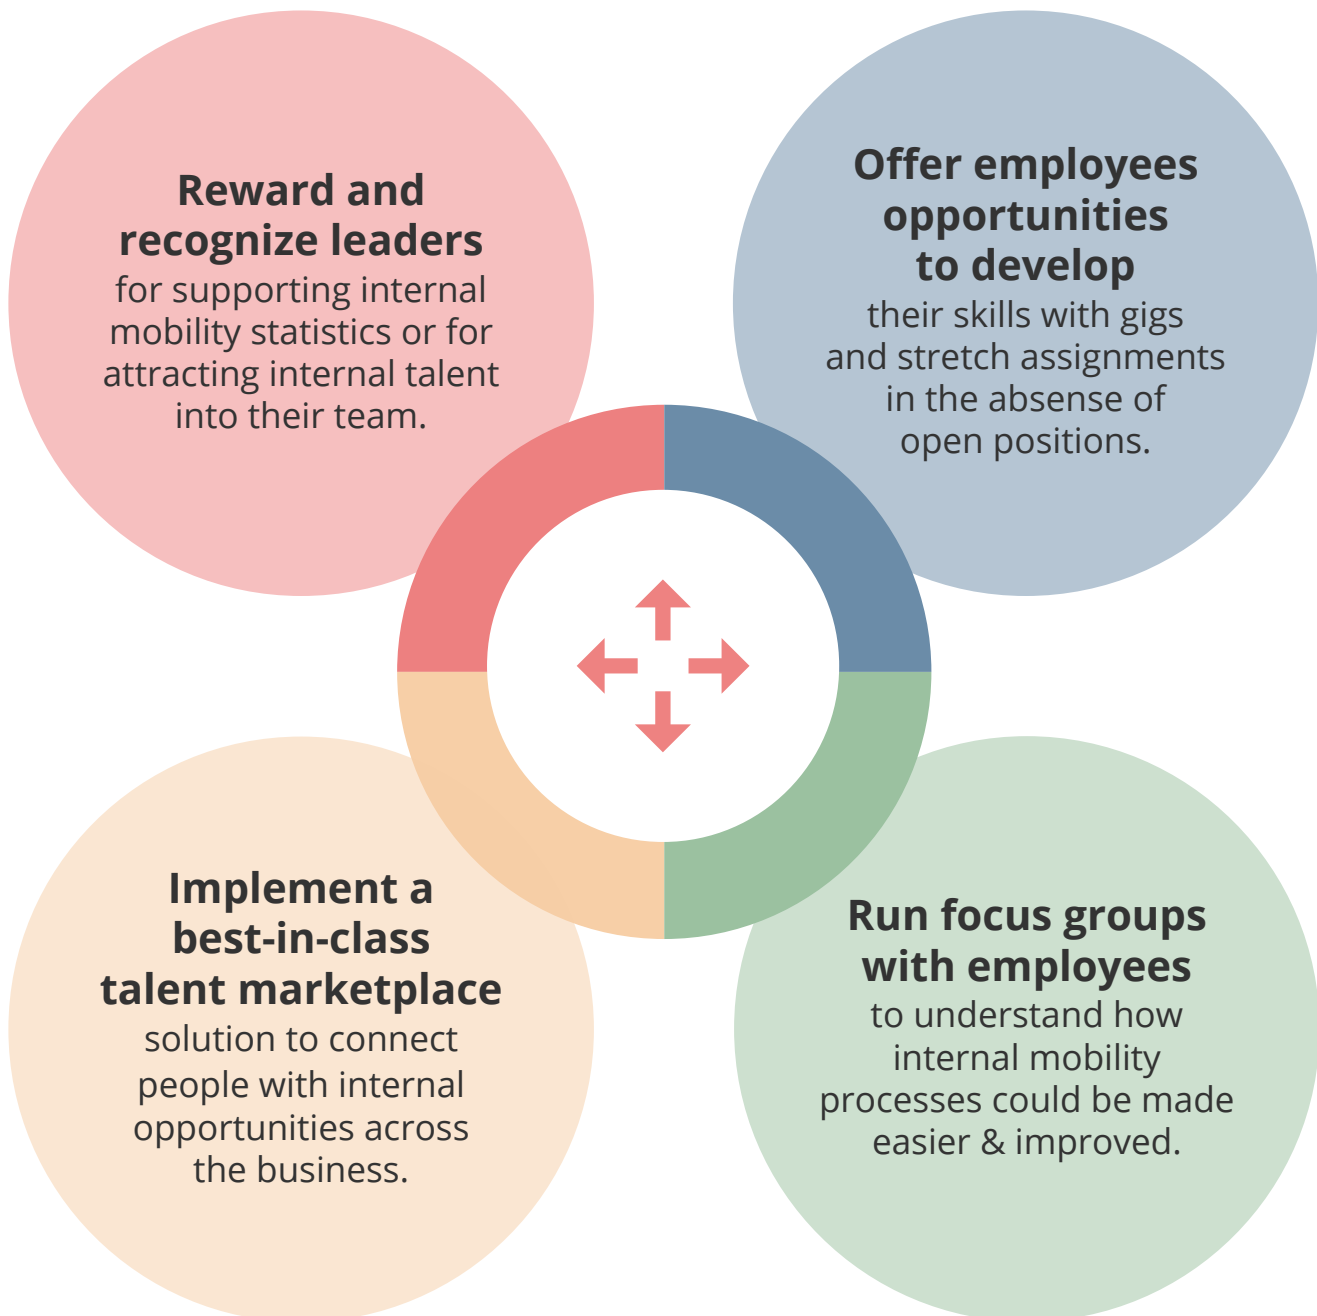 Reward and
recognize leaders
for supporting internal
mobility statistics or for
attracting internal talent
into their team.
Offer employees
opportunities
to develop
their skills with gigs
and stretch assignments
in the absense of
open positions.
Implement a
best-in-class
talent marketplace
solution to connect
people with internal
opportunities across
the business.
Run focus groups
with employees
to understand how
internal mobility
processes could be made
easier & improved.